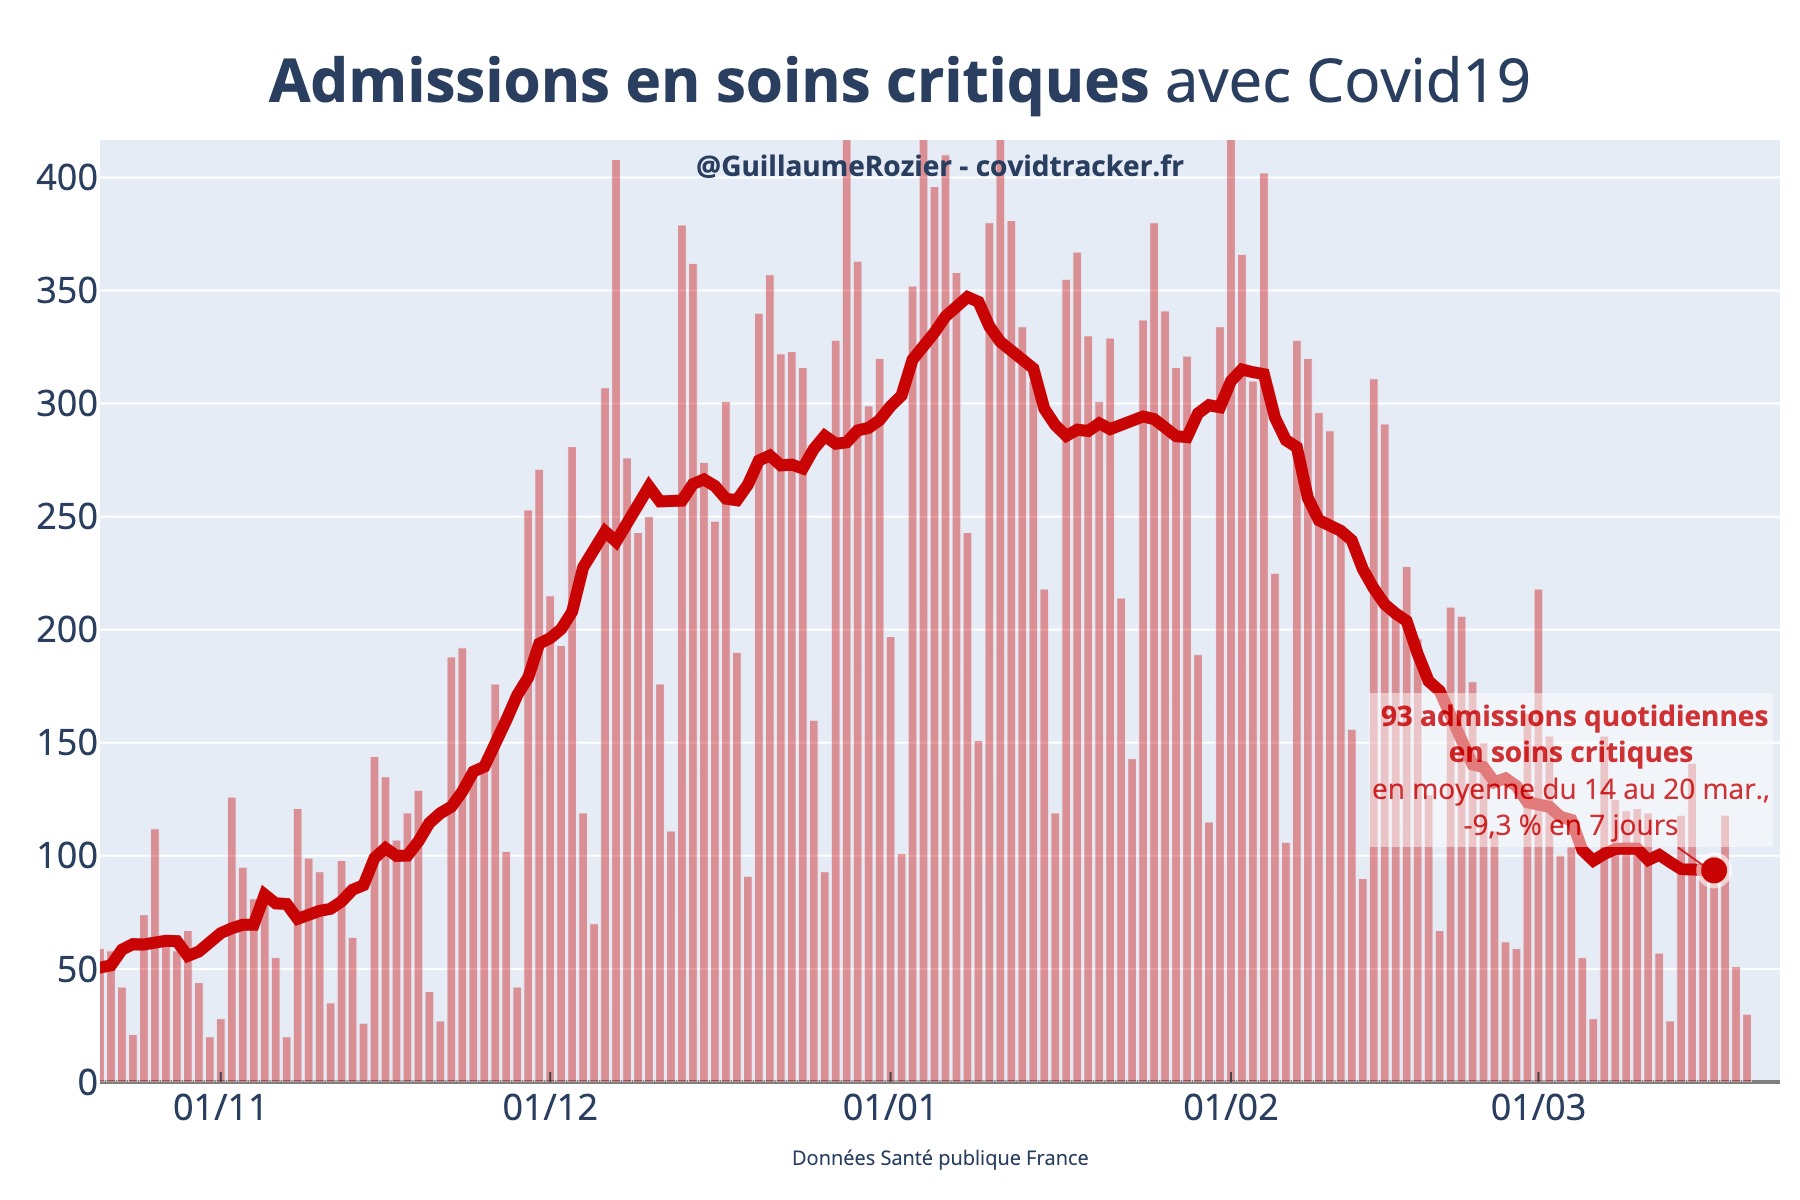 Admissions en soins critiques avec Covid19
@GuillaumeRozier - covidtracker.fr
400
350
300
250
200
150
100
50
0
93 admissions quotidiennes
en soins critiques
en moyenne du 14 au 20 mar.,
-9,3 % en 7 jours
01/11
01/12
01/01
01/02
01/03
Données Santé publique France